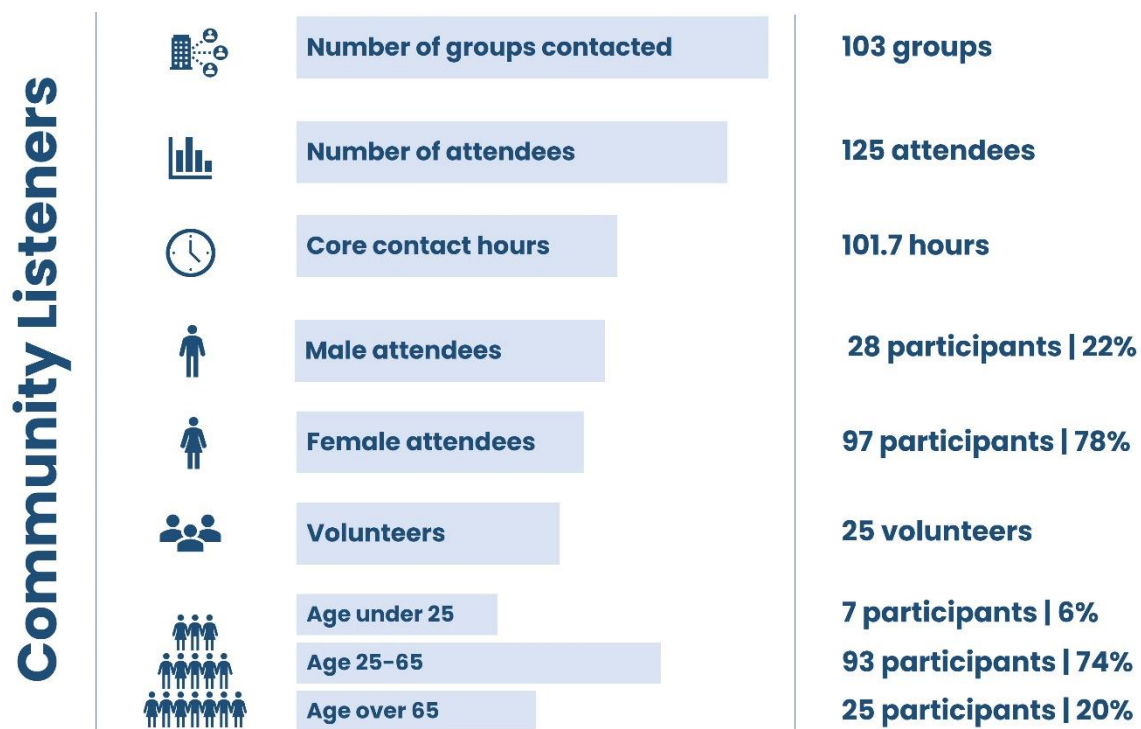 Community Listeners
Number of groups contacted
103 groups
Number of attendees
125 attendees
Core contact hours
101.7 hours
Male attendees
28 participants | 22%
Female attendees
97 participants | 78%
Volunteers
25 volunteers
Age under 25
7 participants | 6%
Age 25-65
93 participants | 74%
Age over 65
25 participants | 20%